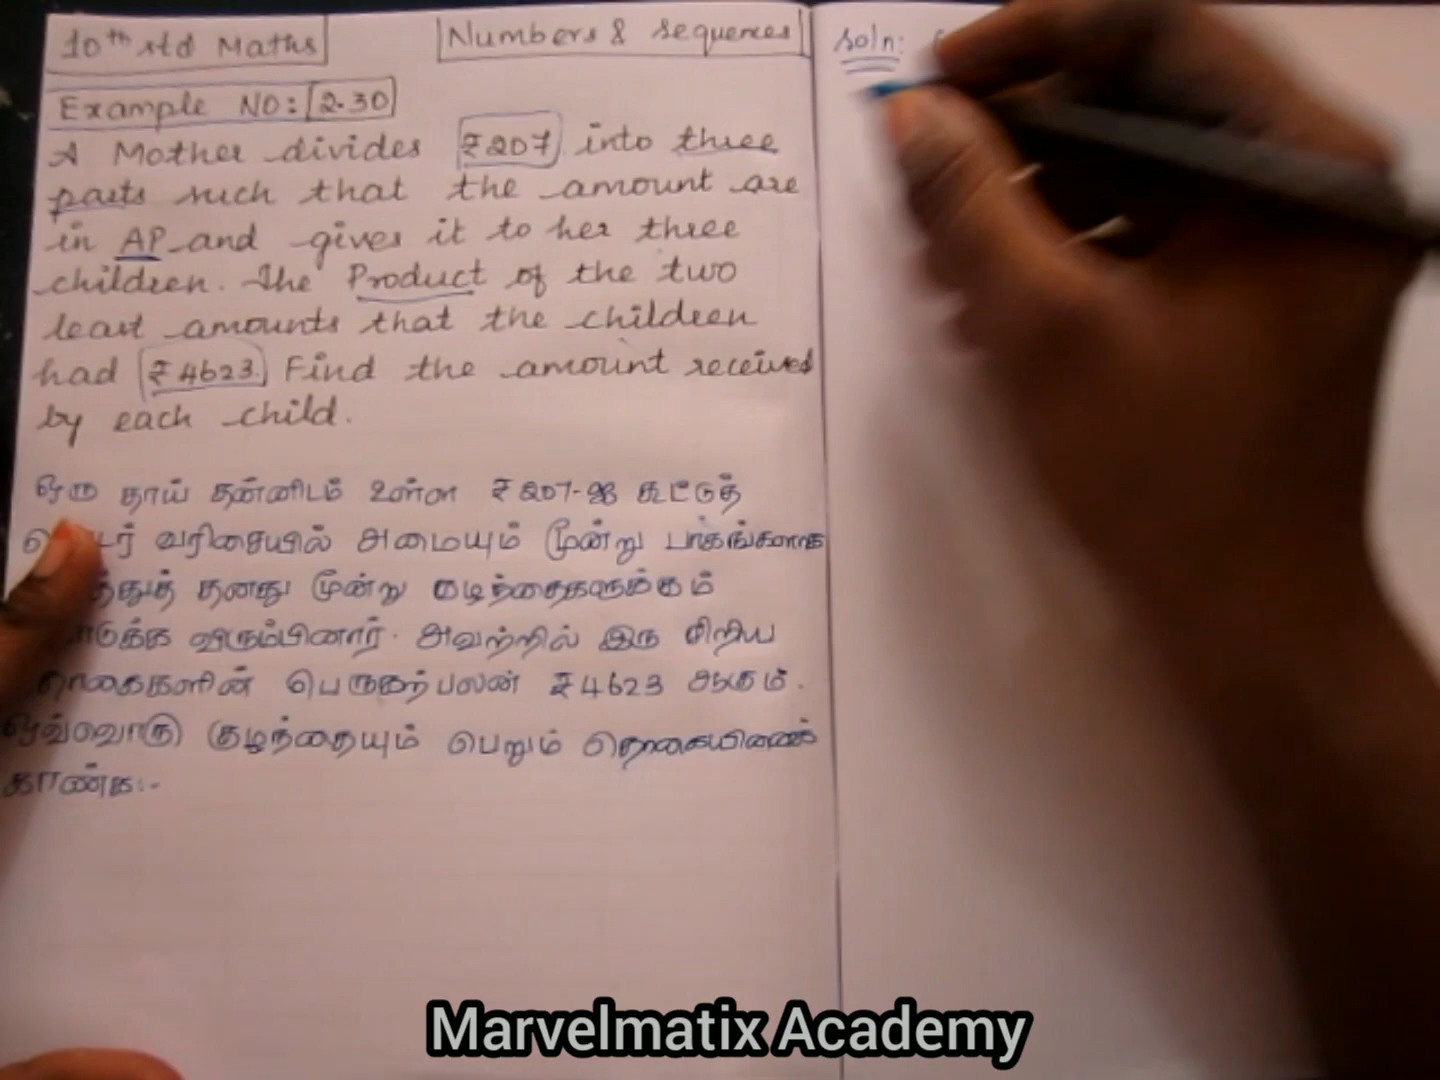 10th std Maths
Numbers & Sequences
Example NO: 2.30
A Mother divides ₹207 into three
parts such that the amount are
in AP and gives it to her three
children. The Product of the two
least amounts that the children
had ₹4623. Find the amount received
by each child.
ஒரு தாய் தன்னிடம் உள்ள ₹207-ஐ கூட்டுத்
வரிசையில் அமையும் மூன்று பாகங்களாக
தனது மூன்று குழந்தைகளுக்கும்
விரும்பினார். அவற்றில் இரு சிறிய
தொகைகளின் பெருக்கற்பலன் ₹4623 ஆகும்.
ஒவ்வொரு குழந்தையும் பெறும் தொகையினைக்
காண்க:-
Soln:
Marvelmatix Academy